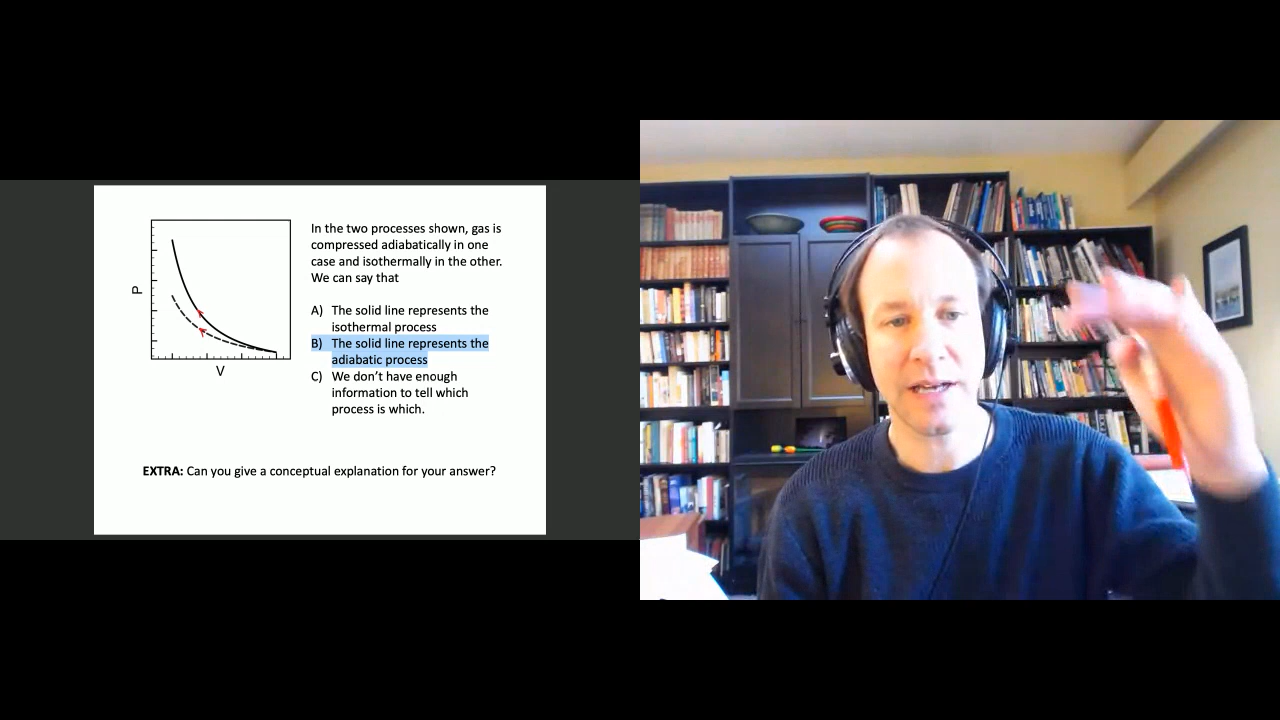 P
V
In the two processes shown, gas is
compressed adiabatically in one
case and isothermally in the other.
We can say that
A) The solid line represents the
isothermal process
B) The solid line represents the
adiabatic process
C) We don't have enough
information to tell which
process is which.
EXTRA: Can you give a conceptual explanation for your answer?